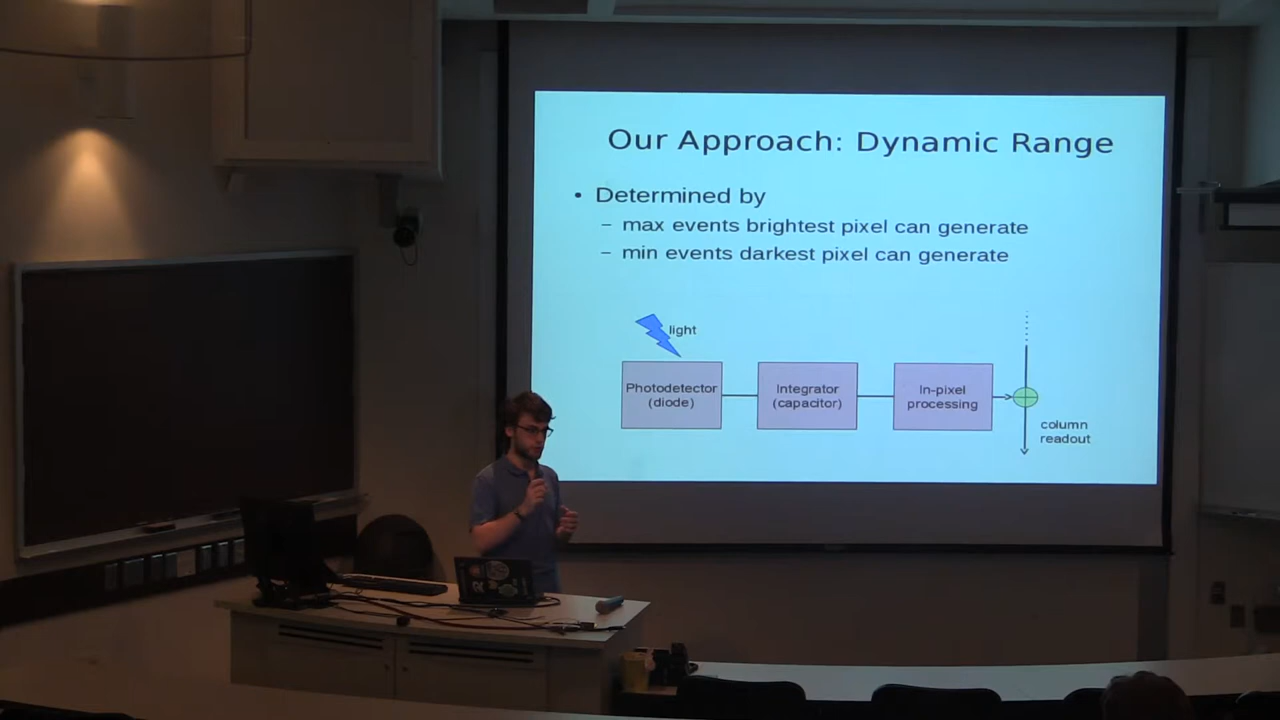 Our Approach: Dynamic Range
• Determined by
– max events brightest pixel can generate
– min events darkest pixel can generate
light
Photodetector
(diode)
Integrator
(capacitor)
In-pixel
processing
column
readout